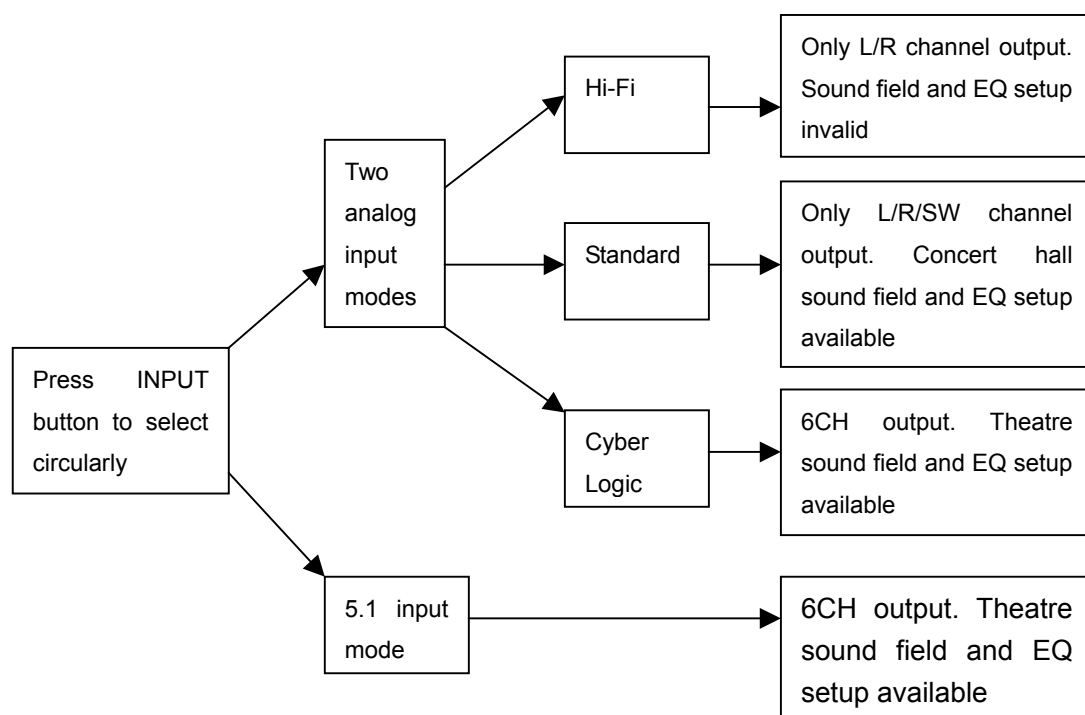 Press INPUT
button to select
circularly
Two
analog
input
modes
Hi-Fi
Only L/R channel output.
Sound field and EQ setup
invalid
Standard
Only L/R/SW channel
output. Concert hall
sound field and EQ setup
available
Cyber
Logic
6CH output. Theatre
sound field and EQ setup
available
5.1 input
mode
6CH output. Theatre
sound field and EQ
setup available